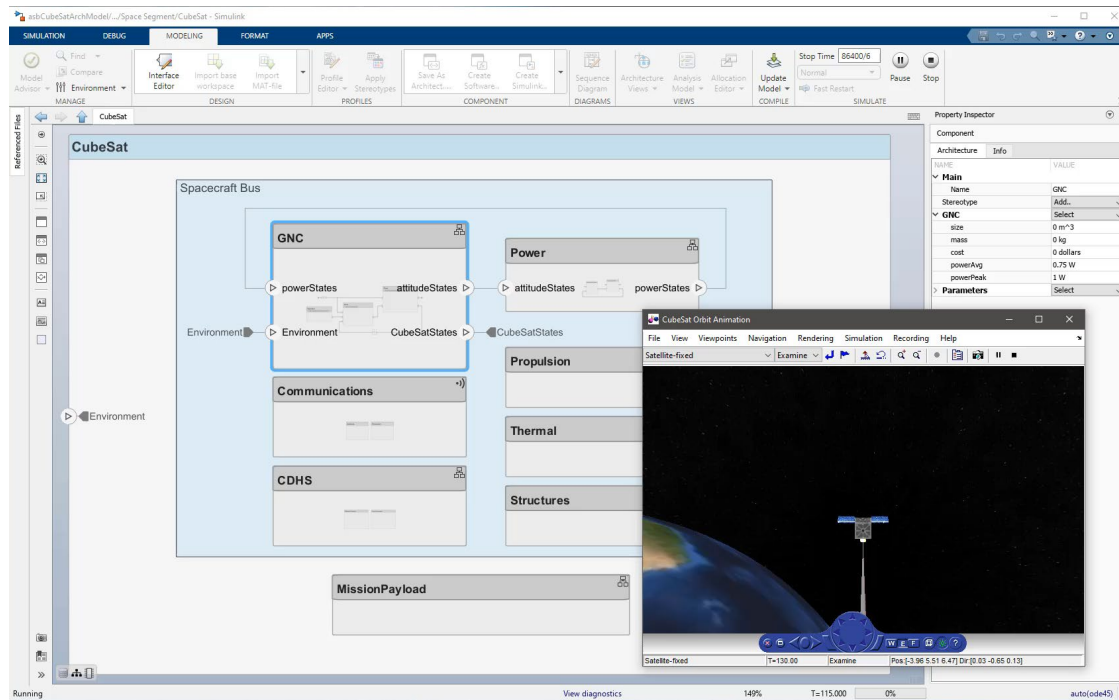 asbCubeSatArchModel/.../Space Segment/CubeSat - Simulink
SIMULATION DEBUG MODELING FORMAT APPS
Model Advisor
Find
Compare
Environment
MANAGE
Interface Editor
Import base workspace
Import MAT-file
DESIGN
Profile Editor
Apply Stereotypes
PROFILES
Save As Architect....
Create Software..
Create Simulink..
COMPONENT
Sequence Diagram
DIAGRAMS
Architecture Views
Analysis Model
Allocation Editor
VIEWS
Update Model
COMPILE
Stop Time 86400/6
Normal
Fast Restart
Pause
Stop
SIMULATE
Referenced Files
CubeSat
CubeSat
Spacecraft Bus
GNC
powerStates attitudeStates
Environment Environment CubeSatStates CubeSatStates
Power
attitudeStates powerStates
Propulsion
Communications
Environment
Thermal
CDHS
Structures
MissionPayload
Property Inspector
Component
Architecture Info
NAME VALUE
Main
Name GNC
Stereotype Add..
GNC Select
size 0 m^3
mass 0 kg
cost 0 dollars
powerAvg 0.75 W
powerPeak 1 W
Parameters Select
CubeSat Orbit Animation
File View Viewpoints Navigation Rendering Simulation Recording Help
Satellite-fixed Examine
W E F
Satellite-fixed T=130.00 Examine Pos:[-3.96 5.51 6.47] Dir:[0.03 -0.65 0.13]
Running View diagnostics 149% T=115.000 0% auto(ode45)